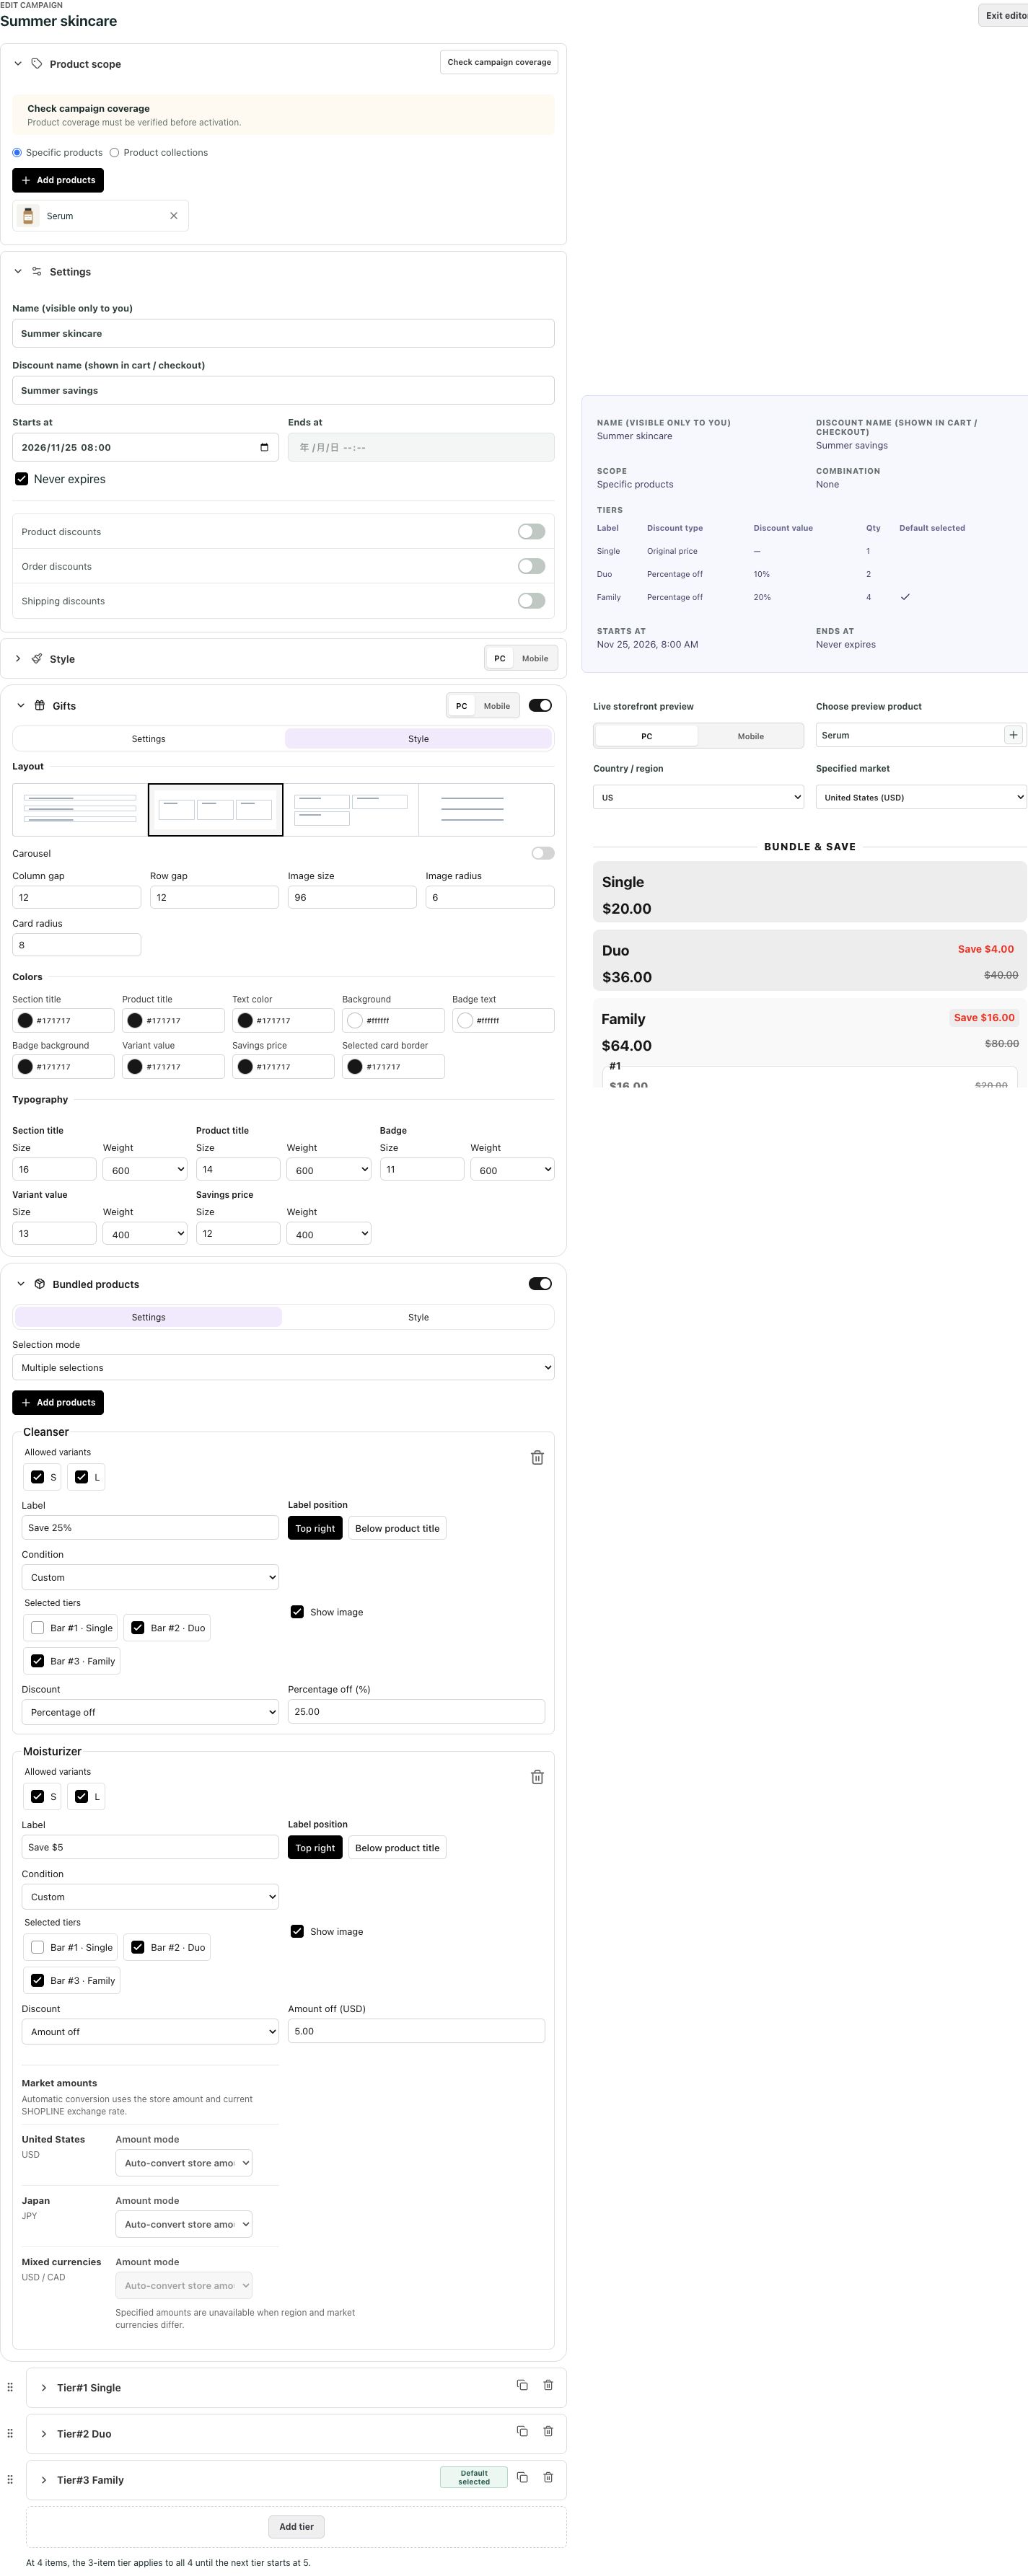 EDIT CAMPAIGN
Summer skincare
Exit edito
Product scope
Check campaign coverage
Check campaign coverage
Product coverage must be verified before activation.
Specific products
Product collections
Add products
Serum
Settings
Name (visible only to you)
Summer skincare
Discount name (shown in cart / checkout)
Summer savings
Starts at
Ends at
2026/11/25 08:00
年 /月/日 --:--
Never expires
Product discounts
Order discounts
Shipping discounts
Style
PC
Mobile
Gifts
PC
Mobile
Settings
Style
Layout
Carousel
Column gap
Row gap
Image size
Image radius
12
12
96
6
Card radius
8
Colors
Section title
Product title
Text color
Background
Badge text
#171717
#171717
#171717
#ffffff
#ffffff
Badge background
Variant value
Savings price
Selected card border
#171717
#171717
#171717
#171717
Typography
Section title
Product title
Badge
Size
Weight
Size
Weight
Size
Weight
16
600
14
600
11
600
Variant value
Savings price
Size
Weight
Size
Weight
13
400
12
400
Bundled products
Settings
Style
Selection mode
Multiple selections
Add products
Cleanser
Allowed variants
S
L
Label
Label position
Save 25%
Top right
Below product title
Condition
Custom
Selected tiers
Show image
Bar #1 · Single
Bar #2 · Duo
Bar #3 · Family
Discount
Percentage off (%)
Percentage off
25.00
Moisturizer
Allowed variants
S
L
Label
Label position
Save $5
Top right
Below product title
Condition
Custom
Selected tiers
Show image
Bar #1 · Single
Bar #2 · Duo
Bar #3 · Family
Discount
Amount off (USD)
Amount off
5.00
Market amounts
Automatic conversion uses the store amount and current
SHOPLINE exchange rate.
United States
Amount mode
USD
Auto-convert store amou
Japan
Amount mode
JPY
Auto-convert store amou
Mixed currencies
Amount mode
USD / CAD
Auto-convert store amou
Specified amounts are unavailable when region and market
currencies differ.
Tier#1 Single
Tier#2 Duo
Tier#3 Family
Default
selected
Add tier
At 4 items, the 3-item tier applies to all 4 until the next tier starts at 5.
NAME (VISIBLE ONLY TO YOU)
Summer skincare
DISCOUNT NAME (SHOWN IN CART /
CHECKOUT)
Summer savings
SCOPE
Specific products
COMBINATION
None
TIERS
Label
Discount type
Discount value
Qty
Default selected
Single
Original price
—
1
Duo
Percentage off
10%
2
Family
Percentage off
20%
4
STARTS AT
Nov 25, 2026, 8:00 AM
ENDS AT
Never expires
Live storefront preview
Choose preview product
PC
Mobile
Serum
Country / region
Specified market
US
United States (USD)
BUNDLE & SAVE
Single
$20.00
Duo
Save $4.00
$36.00
$40.00
Family
Save $16.00
$64.00
$80.00
#1
$16.00
$20.00